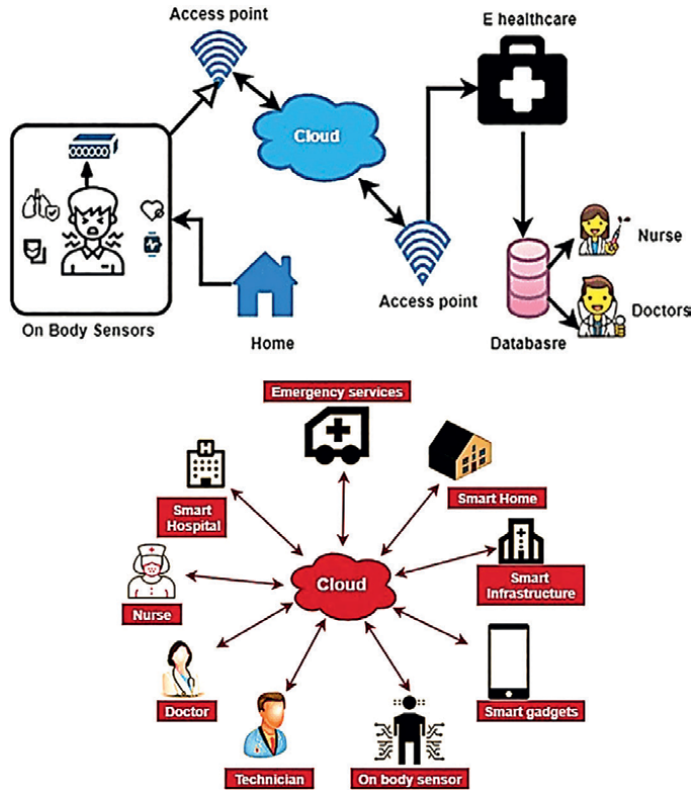 Access point
E healthcare
Cloud
Nurse
Access point
Doctors
On Body Sensors
Home
Databasre
Emergency services
Smart
Hospital
Smart Home
Cloud
Smart
Infrastructure
Nurse
Doctor
Smart gadgets
Technician
On body sensor